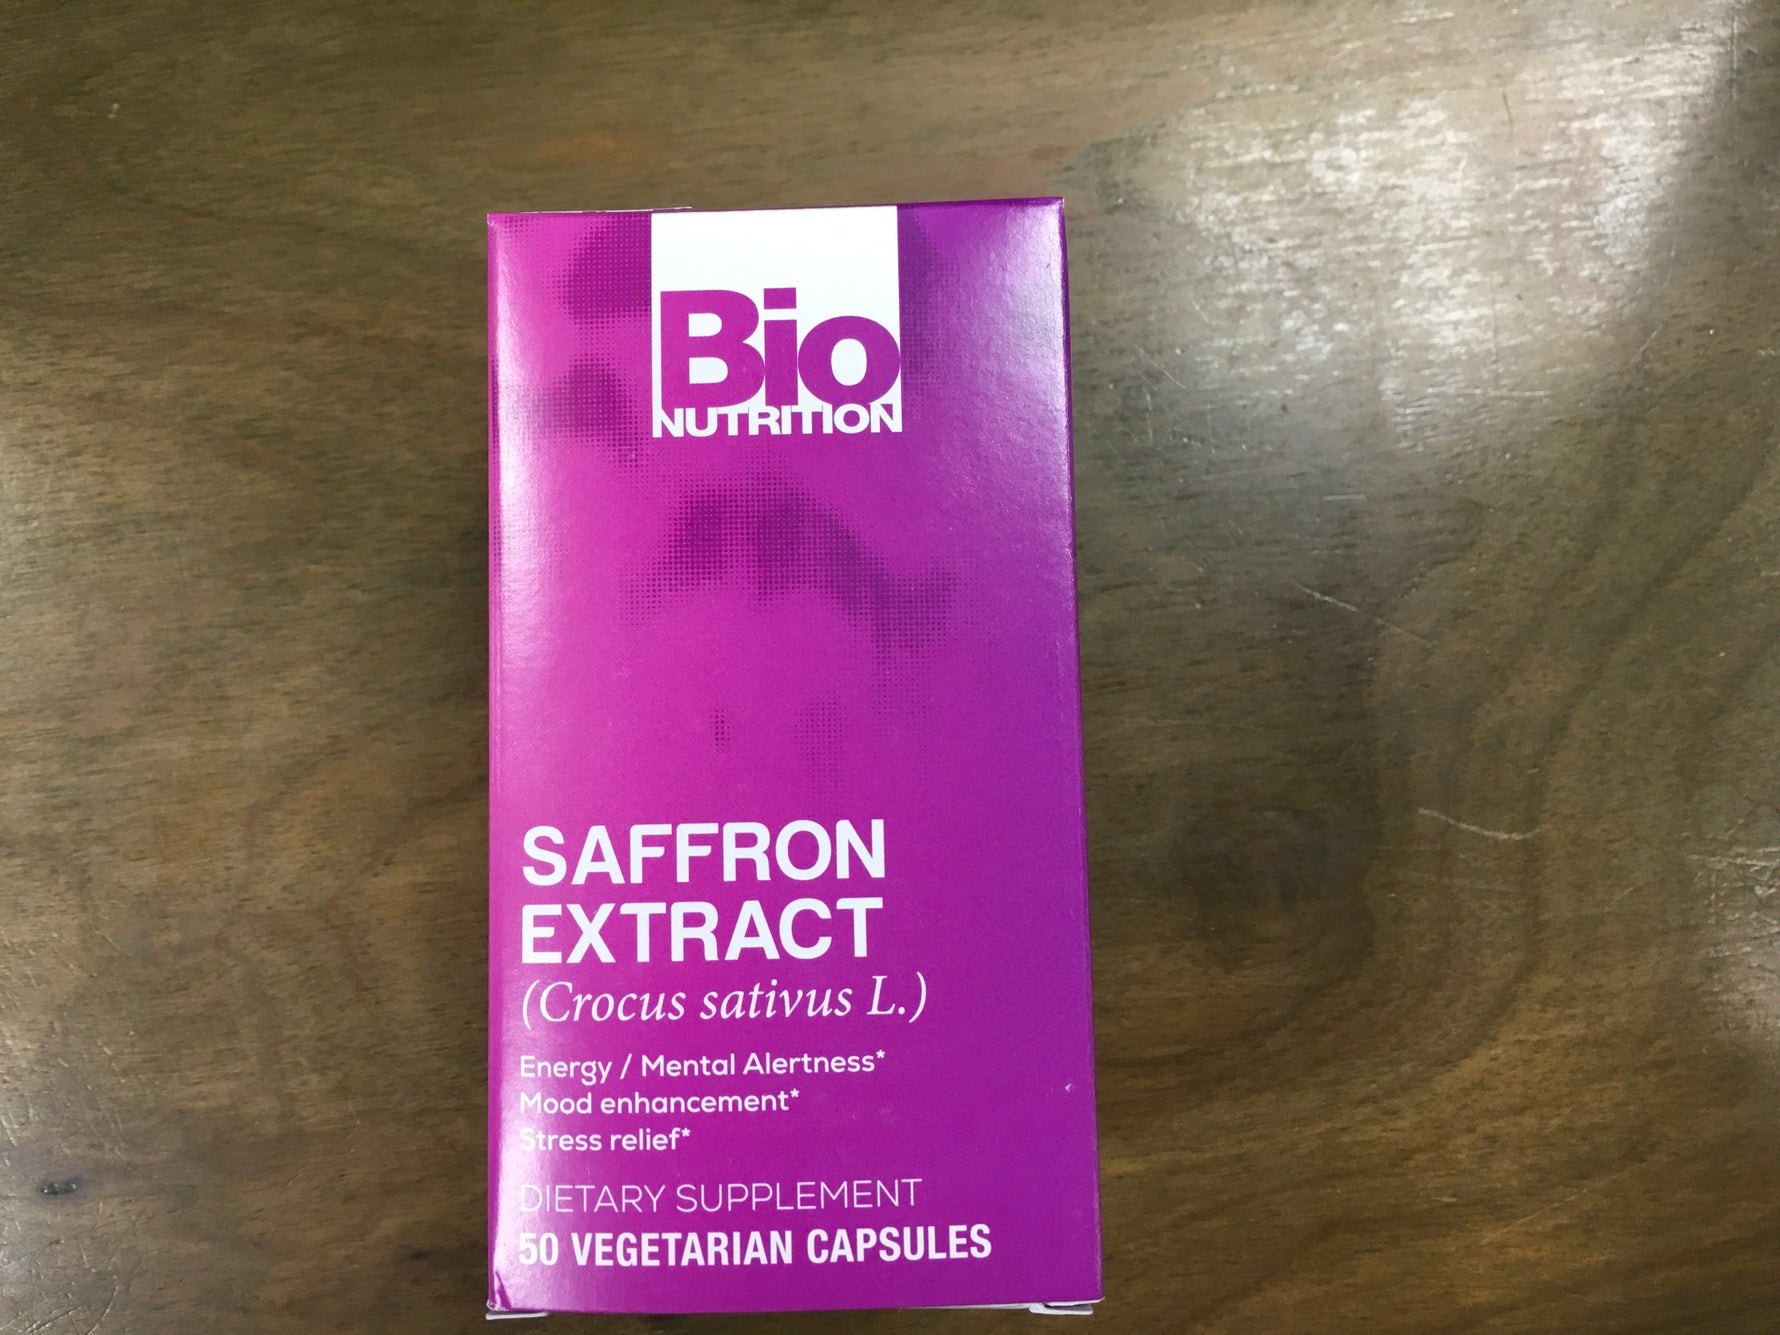 Bio
NUTRITION
SAFFRON
EXTRACT
(Crocus sativus L.)
Energy / Mental Alertness*
Mood enhancement*
Stress relief*
DIETARY SUPPLEMENT
50 VEGETARIAN CAPSULES